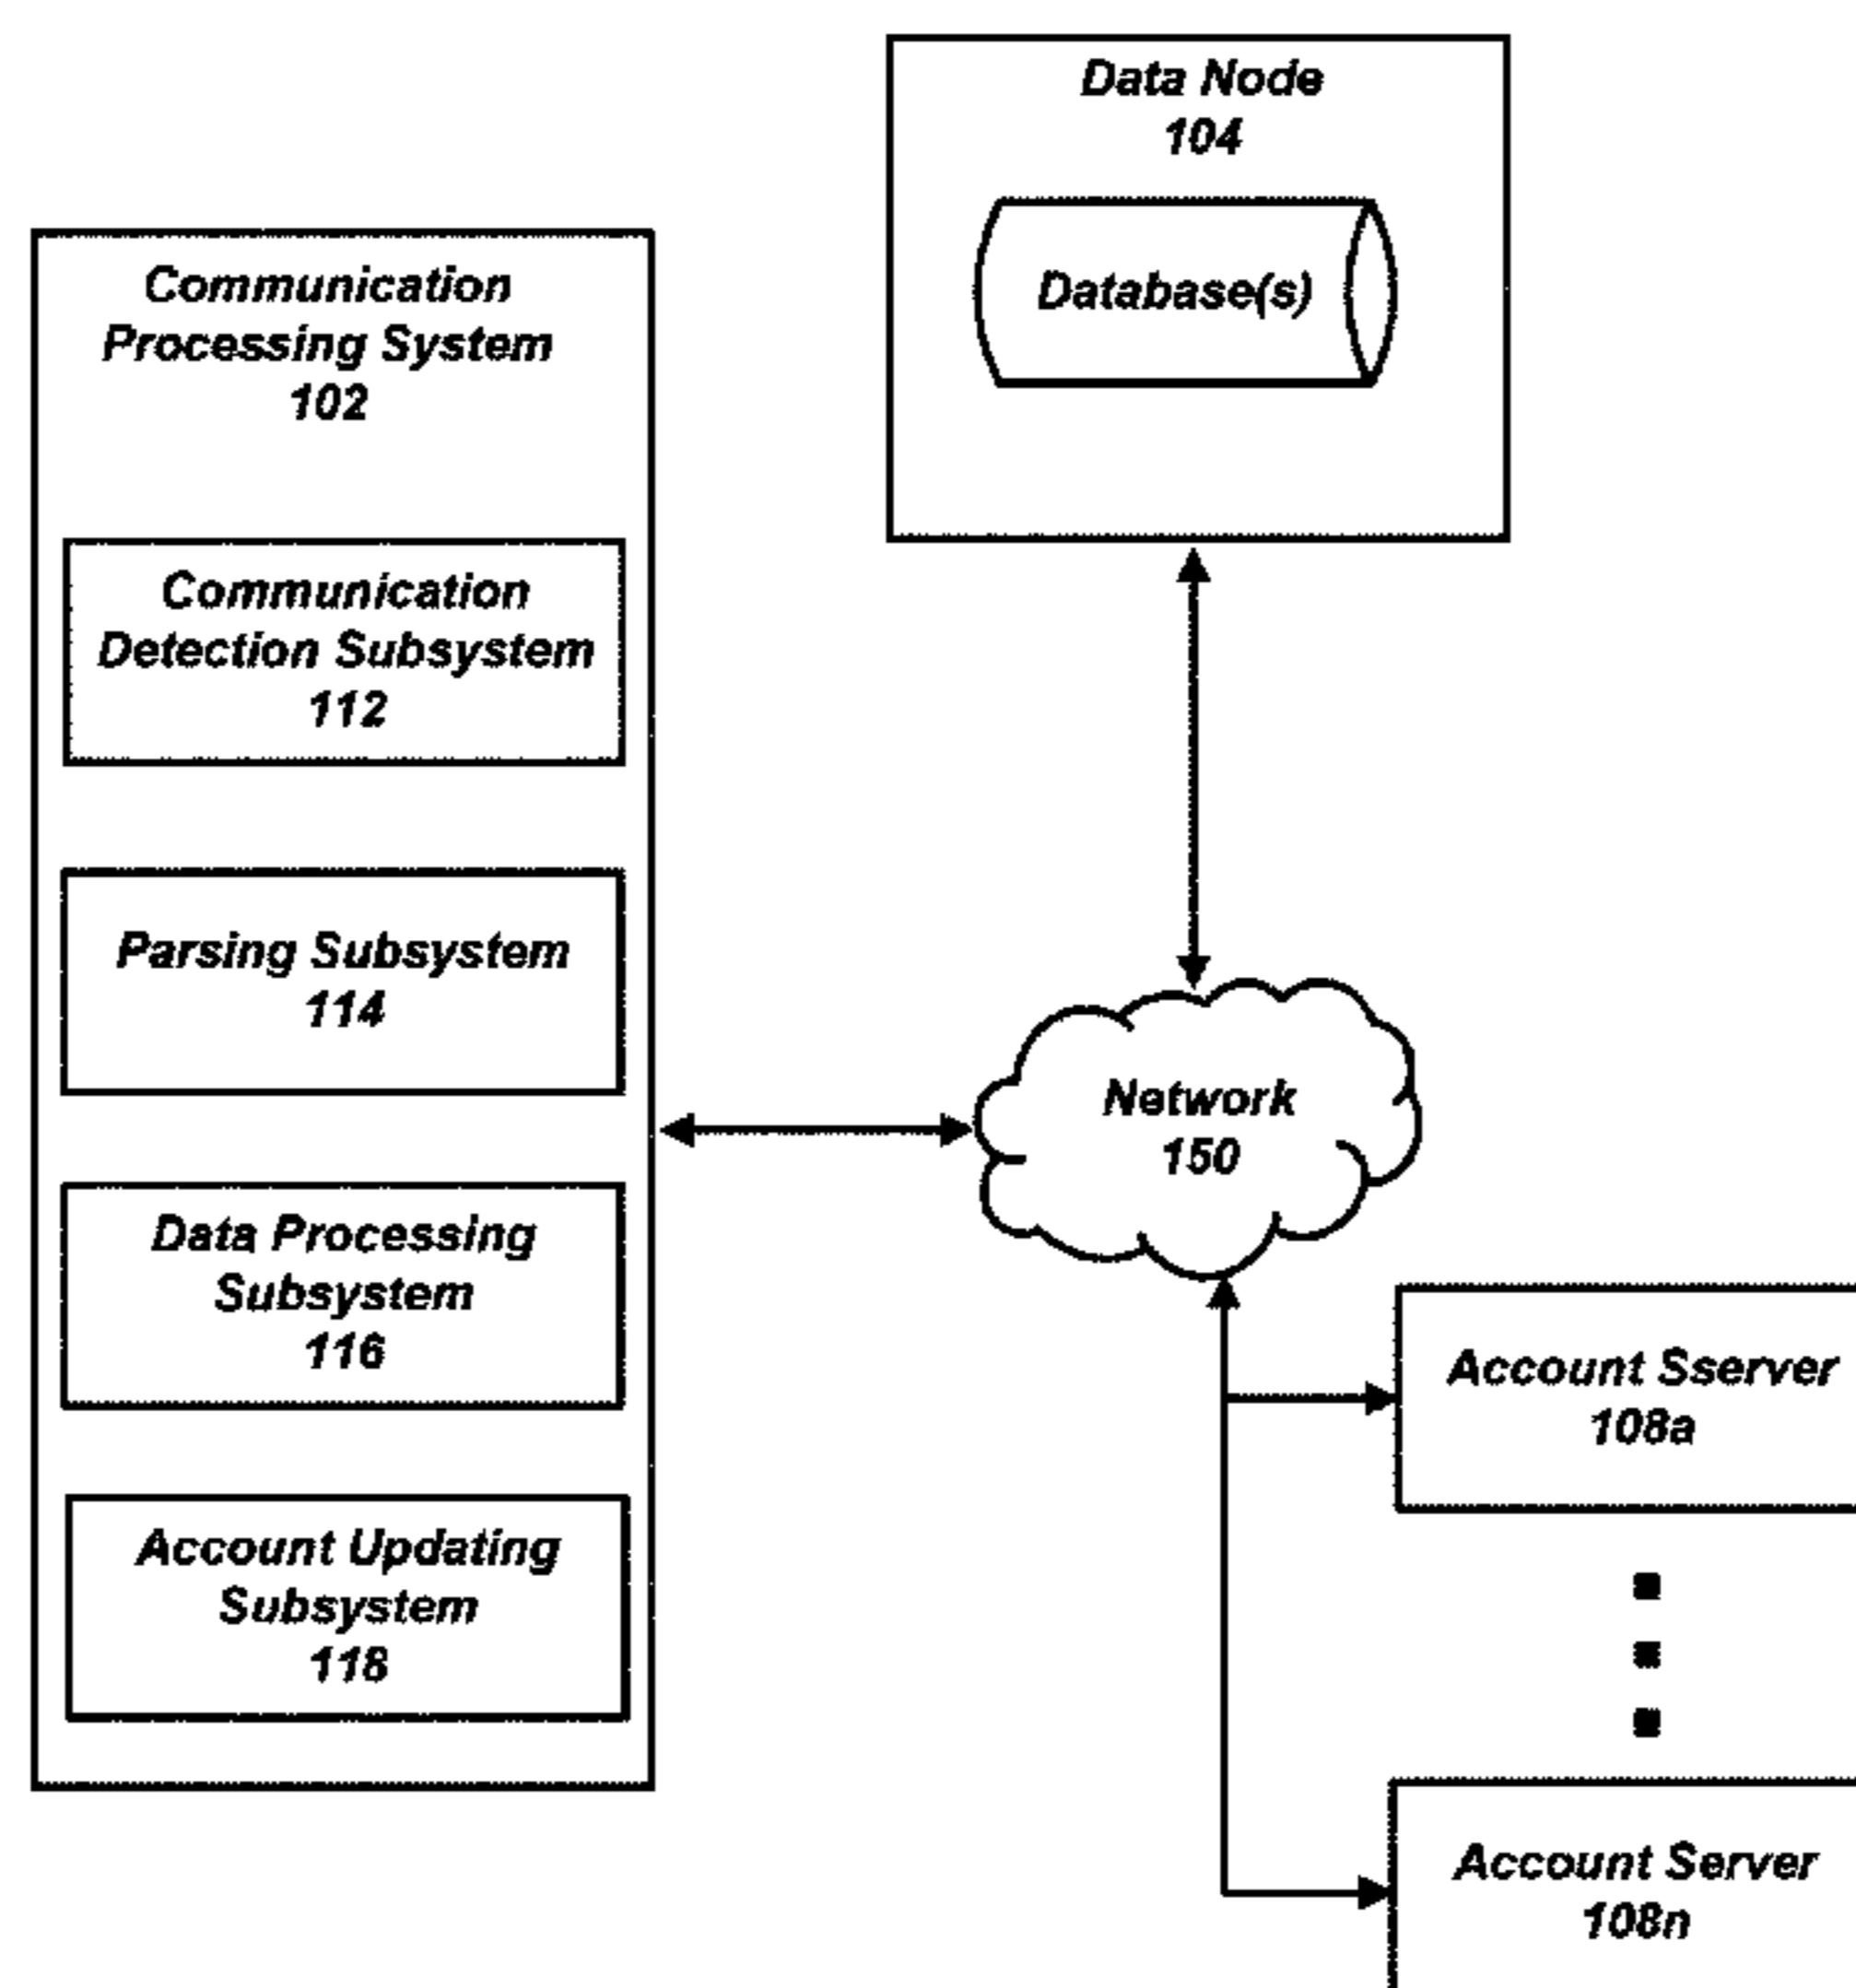 Data Node
104
Database(s)
Communication
Processing System
102
Communication
Detection Subsystem
112
Parsing Subsystem
114
Data Processing
Subsystem
116
Account Updating
Subsystem
118
Network
150
Account Sserver
108a
Account Server
108n